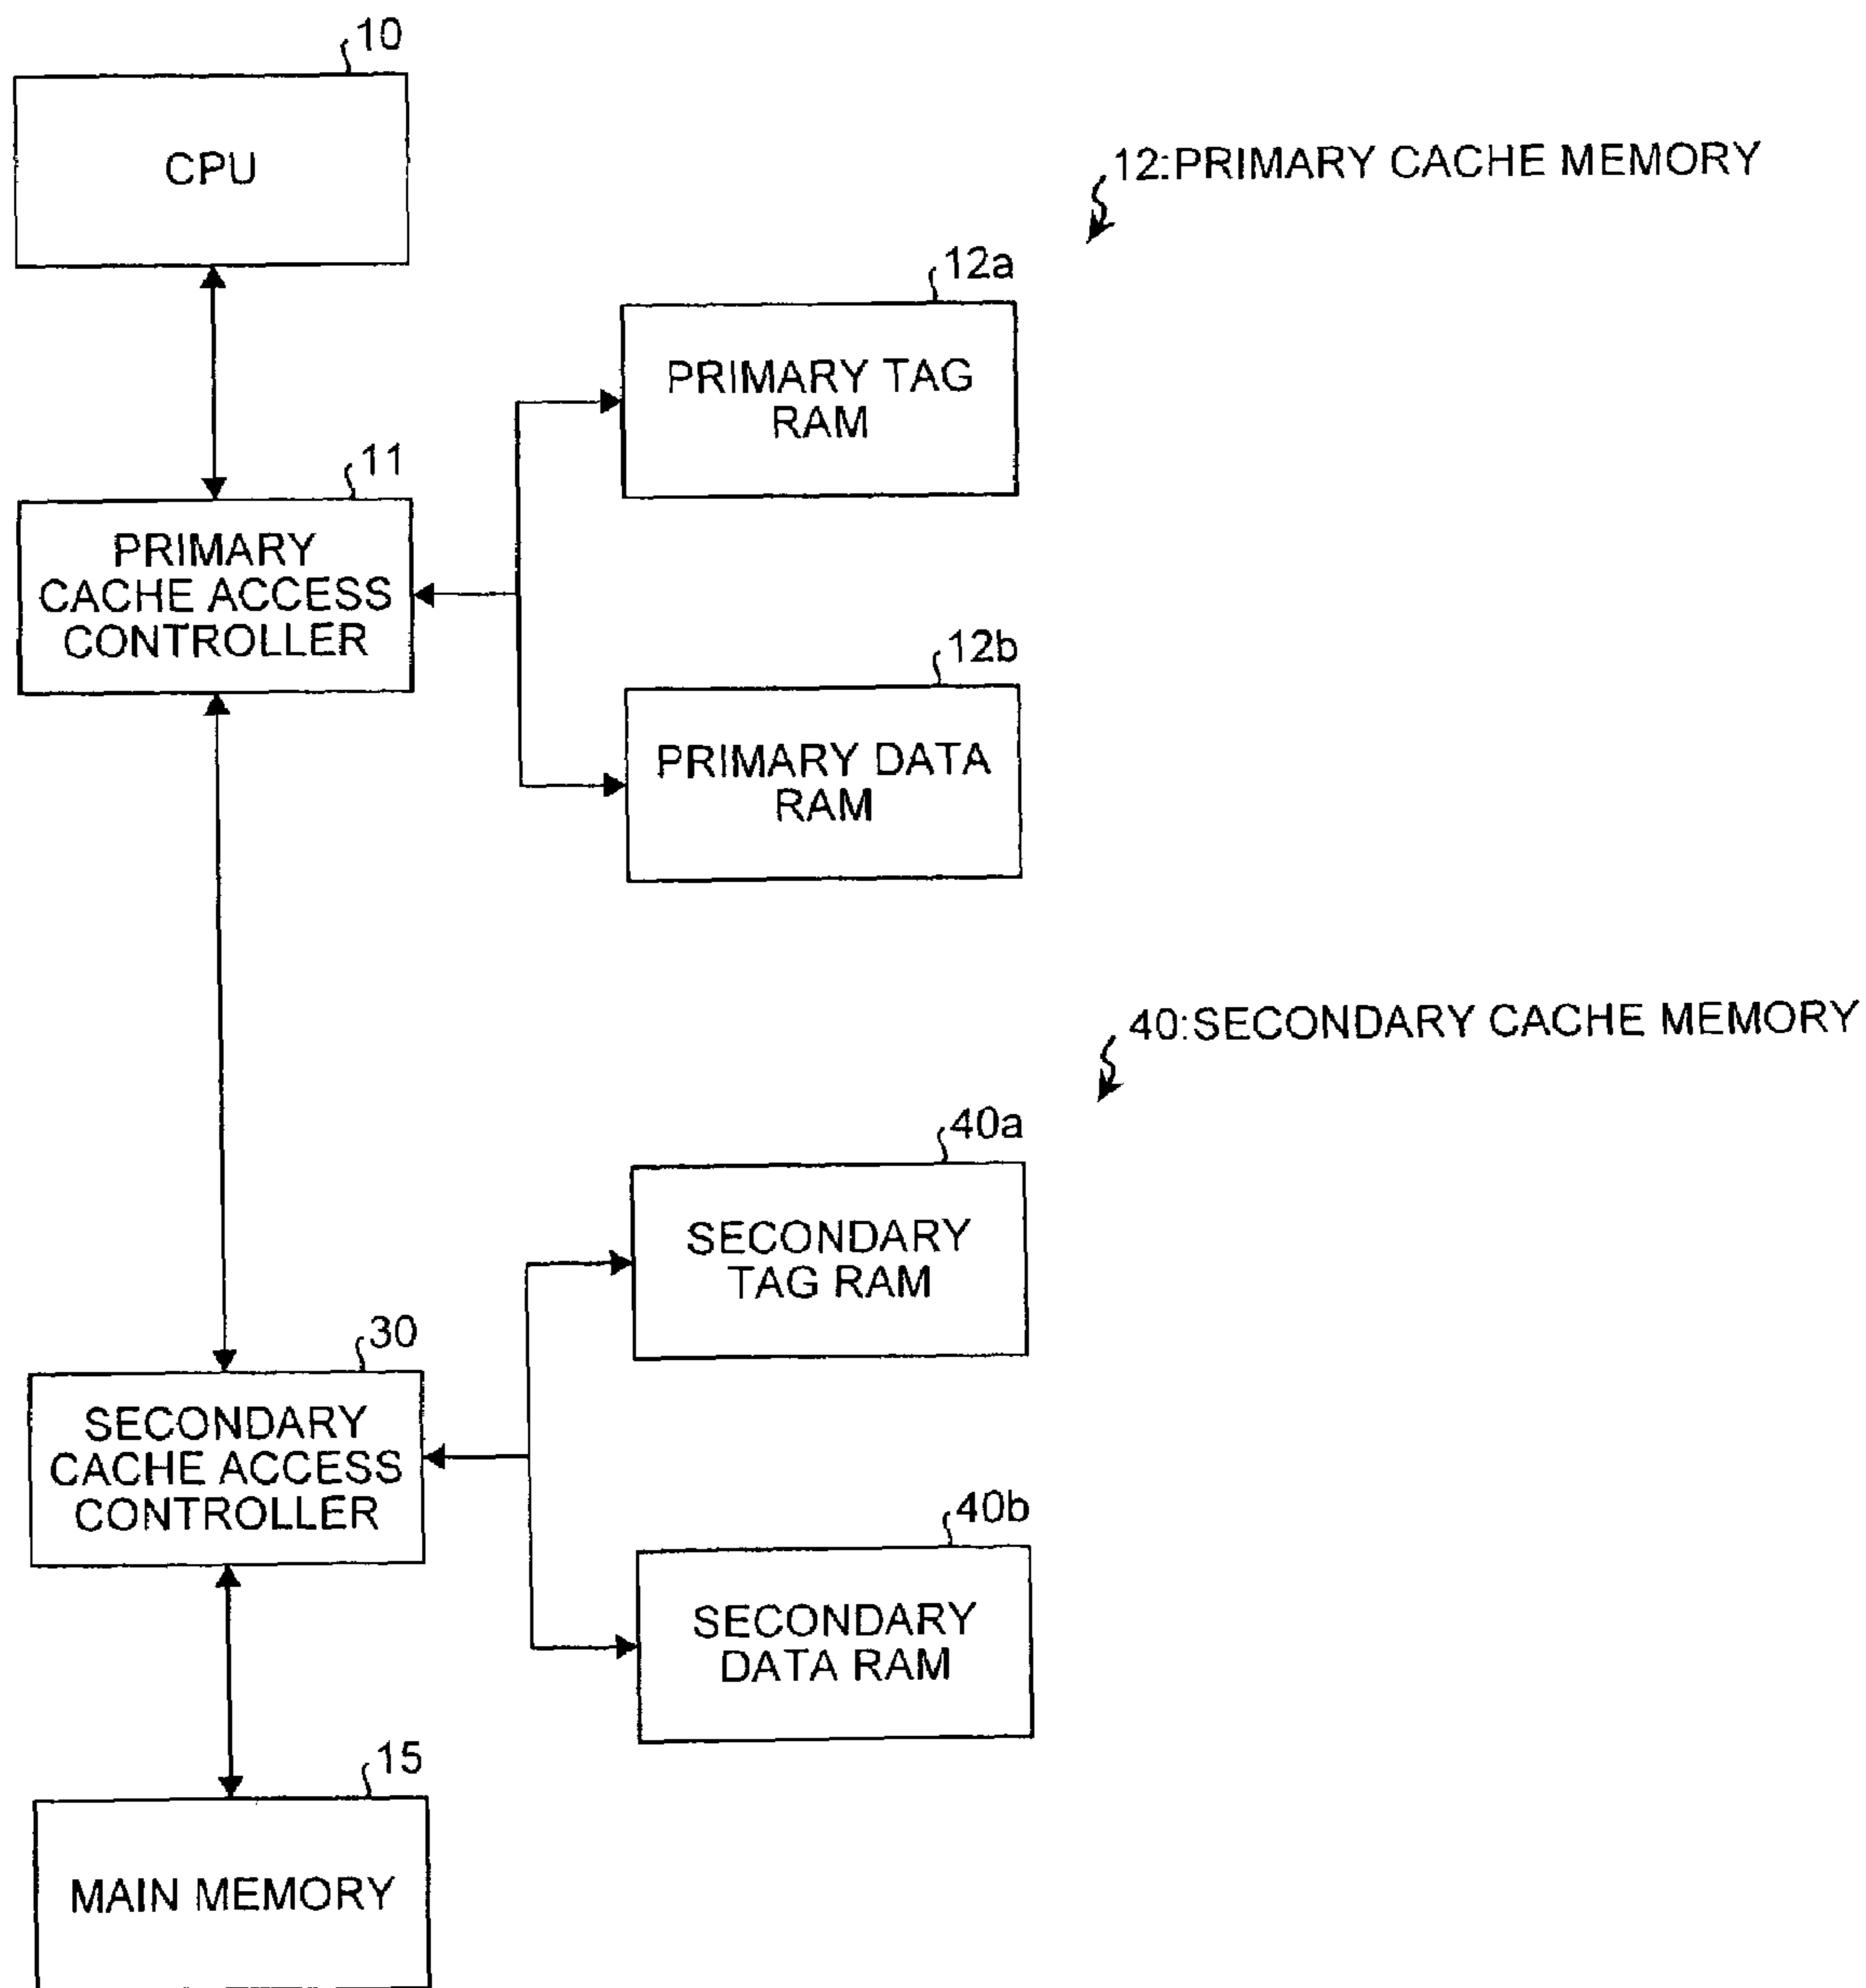 10
CPU
12:PRIMARY CACHE MEMORY
12a
PRIMARY TAG
RAM
11
PRIMARY
CACHE ACCESS
CONTROLLER
12b
PRIMARY DATA
RAM
40:SECONDARY CACHE MEMORY
40a
SECONDARY
TAG RAM
30
SECONDARY
CACHE ACCESS
CONTROLLER
40b
SECONDARY
DATA RAM
15
MAIN MEMORY